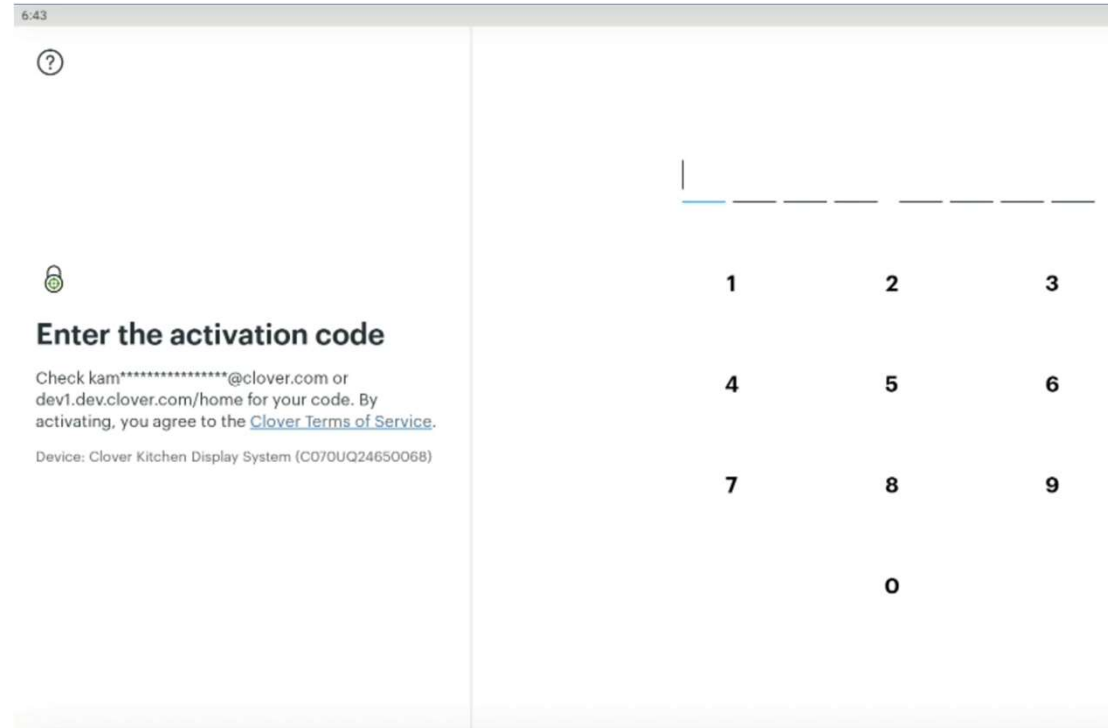 6:43
?
Enter the activation code
Check kam****************@clover.com or
dev1.dev.clover.com/home for your code. By
activating, you agree to the Clover Terms of Service.
Device: Clover Kitchen Display System (C070UQ24650068)
1 2 3
4 5 6
7 8 9
0